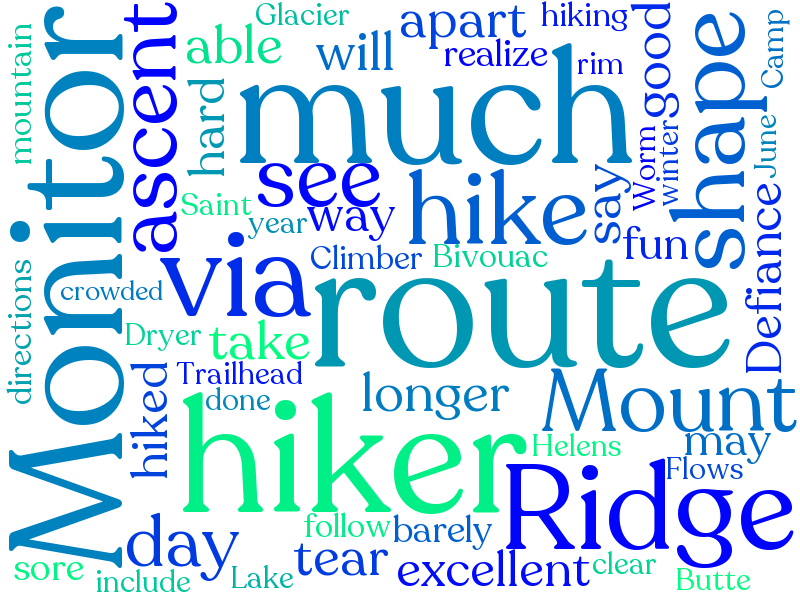 Glacier
hiking
apart
mountain
Monitor
ascent
able
will
realize
rim
good
shape
Camp
hard
much
see
hike
say
Worm
winter
June
Saint
year
way
fun
Defiance
via
Climber
Bivouac
crowded
directions
route
Dryer
take
Trailhead
done
hiked
longer
Mount
hiker
Helens
may
Flows
Ridge
day
follow
barely
sore
include
Lake
tear
excellent
clear
Butte